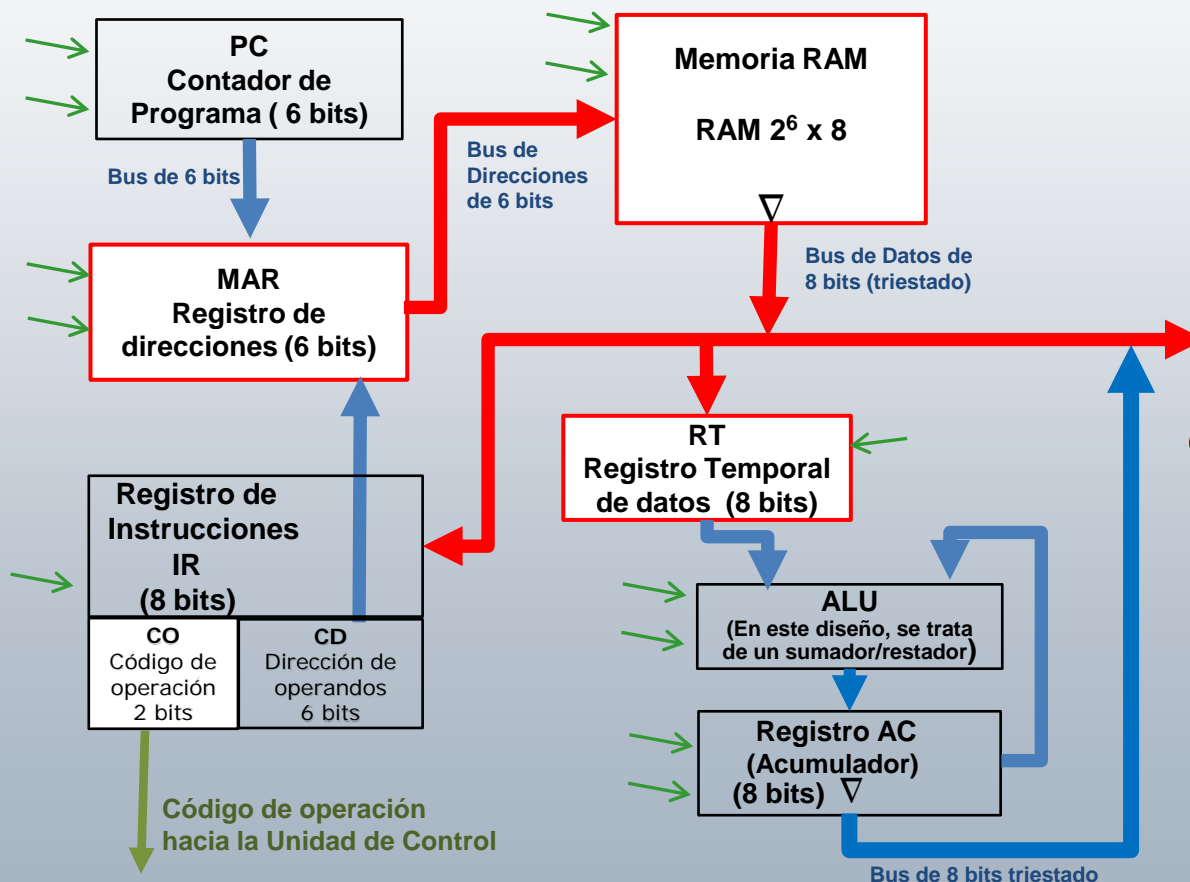 PC
Contador de
Programa ( 6 bits)
Bus de 6 bits
Memoria RAM
RAM 2⁶ x 8
Bus de
Direcciones
de 6 bits
Bus de Datos de
8 bits (triestado)
MAR
Registro de
direcciones (6 bits)
RT
Registro Temporal
de datos (8 bits)
Registro de
Instrucciones
IR
(8 bits)
CO
Código de
operación
2 bits
CD
Dirección de
operandos
6 bits
ALU
(En este diseño, se trata
de un sumador/restador)
Registro AC
(Acumulador)
(8 bits)
Código de operación
hacia la Unidad de Control
Bus de 8 bits triestado